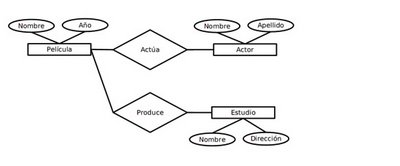 Nombre Año Nombre Apellido
Película Actúa Actor
Produce Estudio
Nombre Dirección